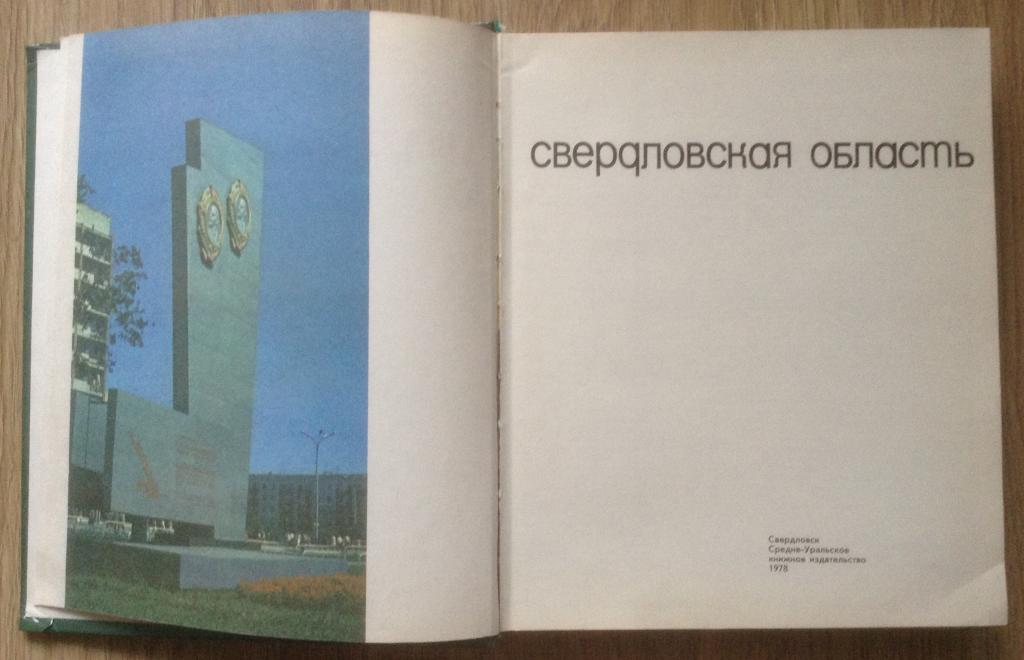 свердловская область
Свердловск
Средне-Уральское
книжное издательство
1978